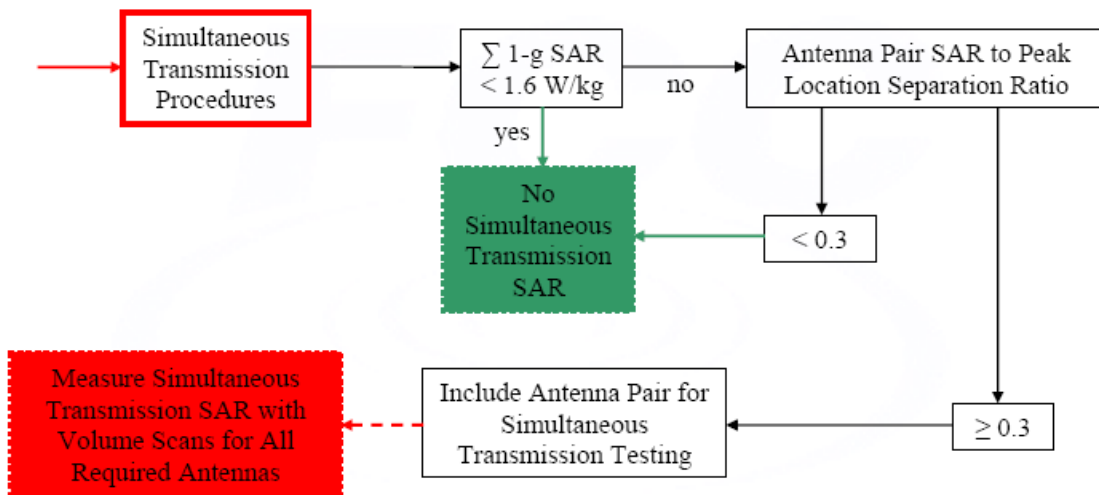 Simultaneous
Transmission
Procedures
∑ 1-g SAR
< 1.6 W/kg
no
yes
Antenna Pair SAR to Peak
Location Separation Ratio
No
Simultaneous
Transmission
SAR
< 0.3
Measure Simultaneous
Transmission SAR with
Volume Scans for All
Required Antennas
Include Antenna Pair for
Simultaneous
Transmission Testing
≥ 0.3